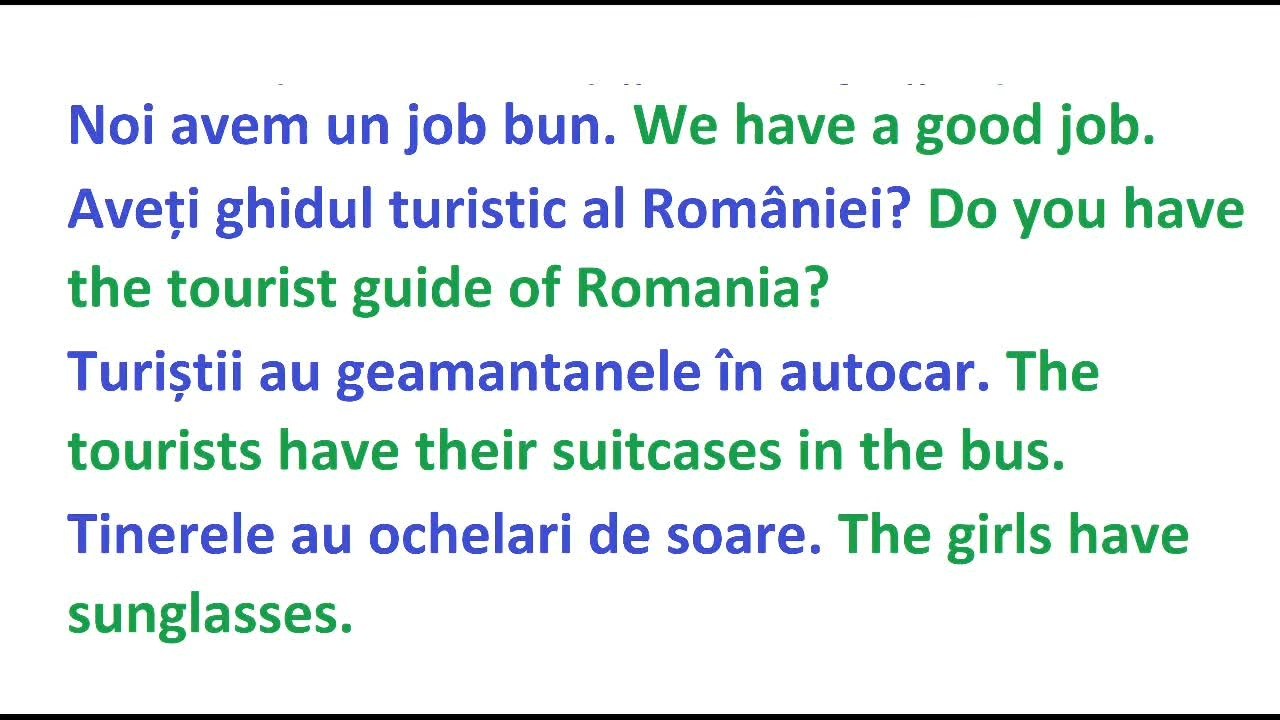 Noi avem un job bun. We have a good job.
Aveți ghidul turistic al României? Do you have
the tourist guide of Romania?
Turiștii au geamantanele în autocar. The
tourists have their suitcases in the bus.
Tinerele au ochelari de soare. The girls have
sunglasses.